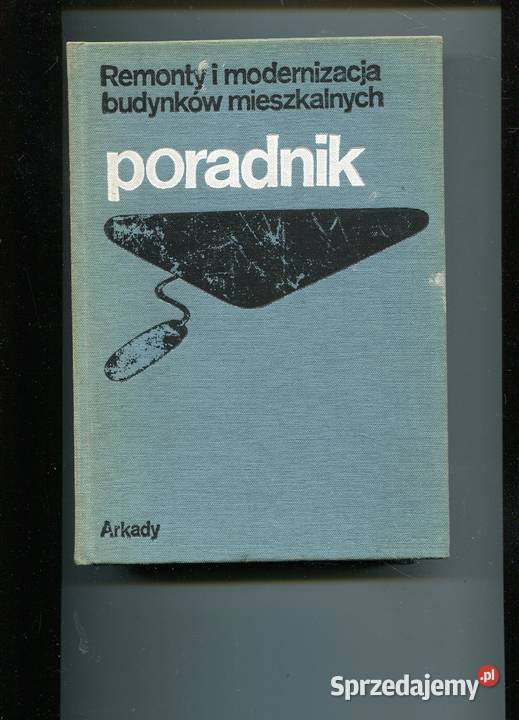 Remonty i modernizacja
budynków mieszkalnych
poradnik
Arkady
Sprzedajemy.pl